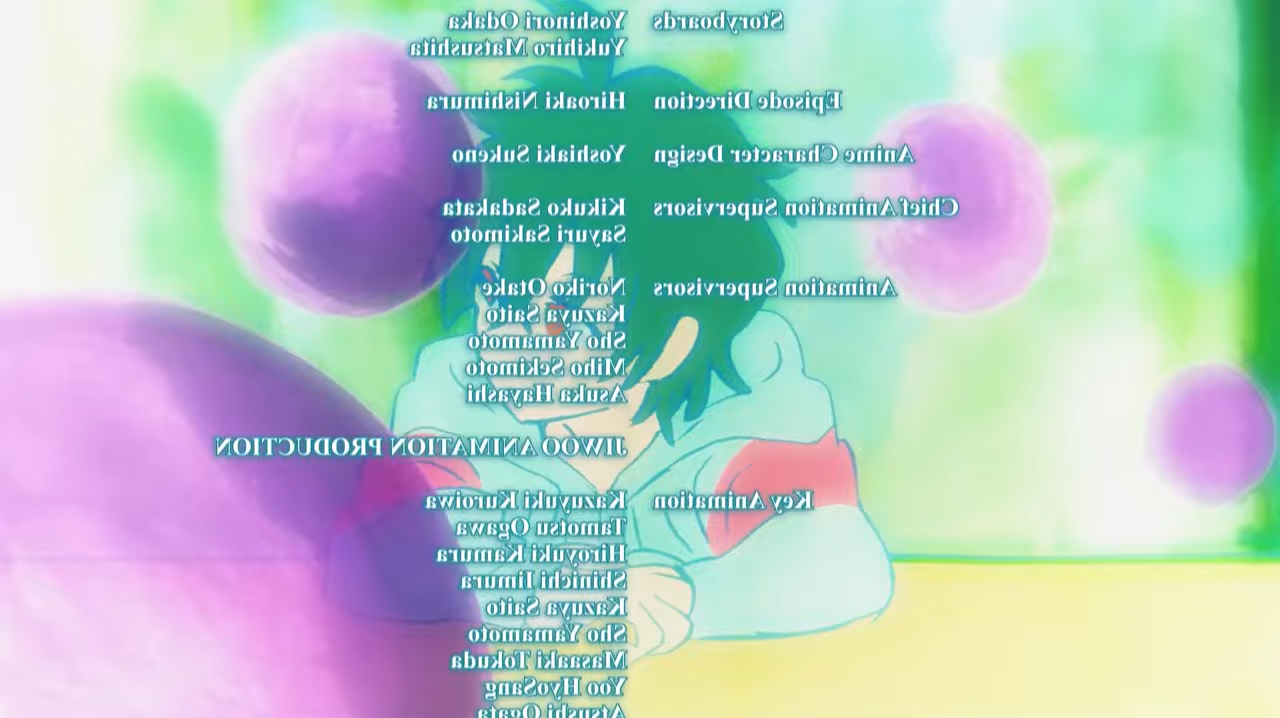 Storyboards Yoshinori Odaka
Yukihiro Matsushita
Episode Direction Hiroaki Nishimura
Anime Character Design Yoshiaki Sukeno
Chief Animation Supervisors Kikuko Sadakata
Sayuri Sakimoto
Animation Supervisors Noriko Otake
Kazuya Saito
Sho Yamamoto
Miho Sekimoto
Asuka Hayashi
JIWOO ANIMATION PRODUCTION
Key Animation Kazuyuki Kuroiwa
Tamotsu Ogawa
Hiroyuki Kamura
Shinichi Iimura
Kazuya Saito
Sho Yamamoto
Masaaki Tokuda
Yoo HyoSang
Atsushi Ogata